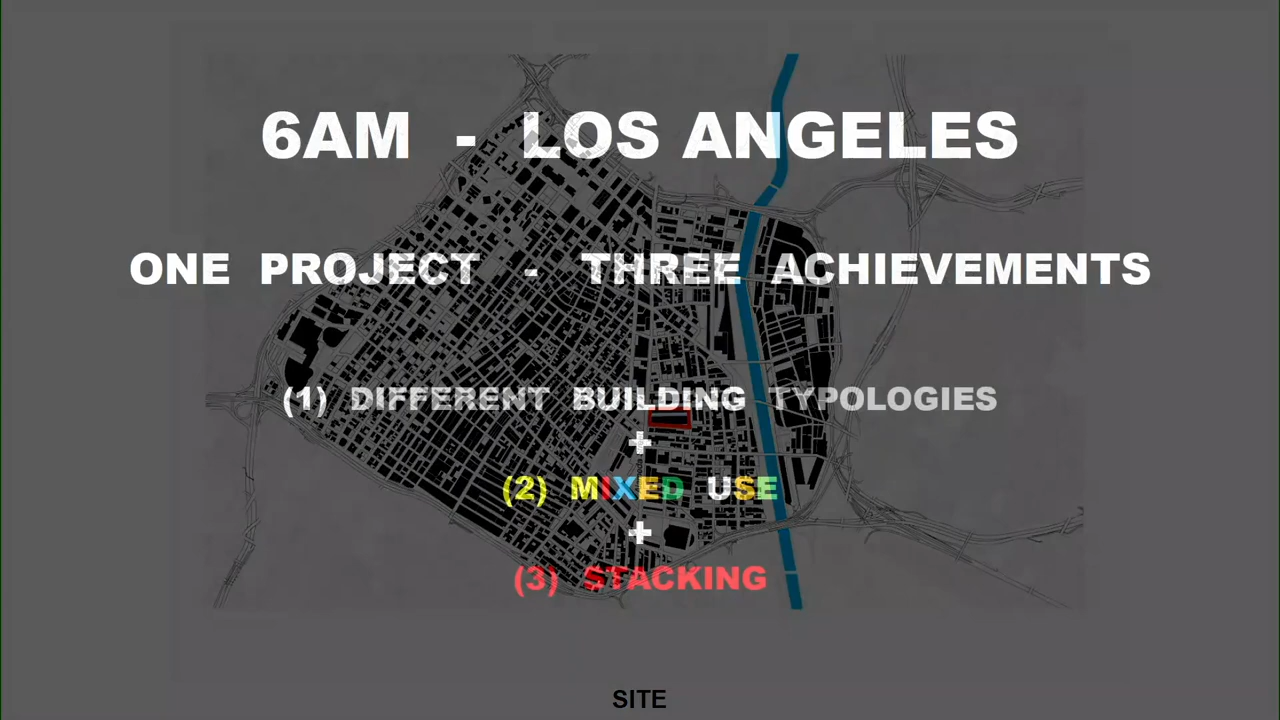 6AM - LOS ANGELES
ONE PROJECT - THREE ACHIEVEMENTS
(1) DIFFERENT BUILDING TYPOLOGIES
+
(2) MIXED USE
+
(3) STACKING
SITE